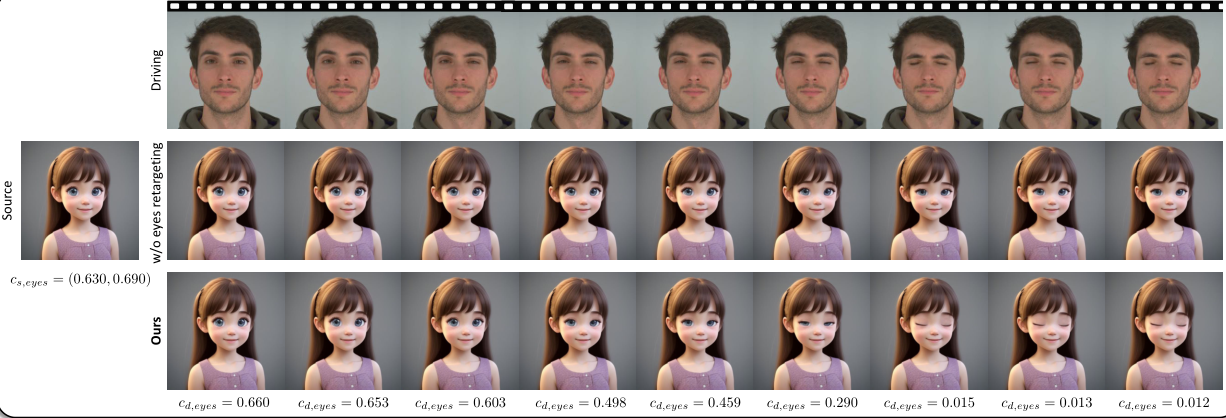 Driving
Source
w/o eyes retargeting
c_{s,eyes} = (0.630, 0.690)
Ours
c_{d,eyes} = 0.660
c_{d,eyes} = 0.653
c_{d,eyes} = 0.603
c_{d,eyes} = 0.498
c_{d,eyes} = 0.459
c_{d,eyes} = 0.290
c_{d,eyes} = 0.015
c_{d,eyes} = 0.013
c_{d,eyes} = 0.012